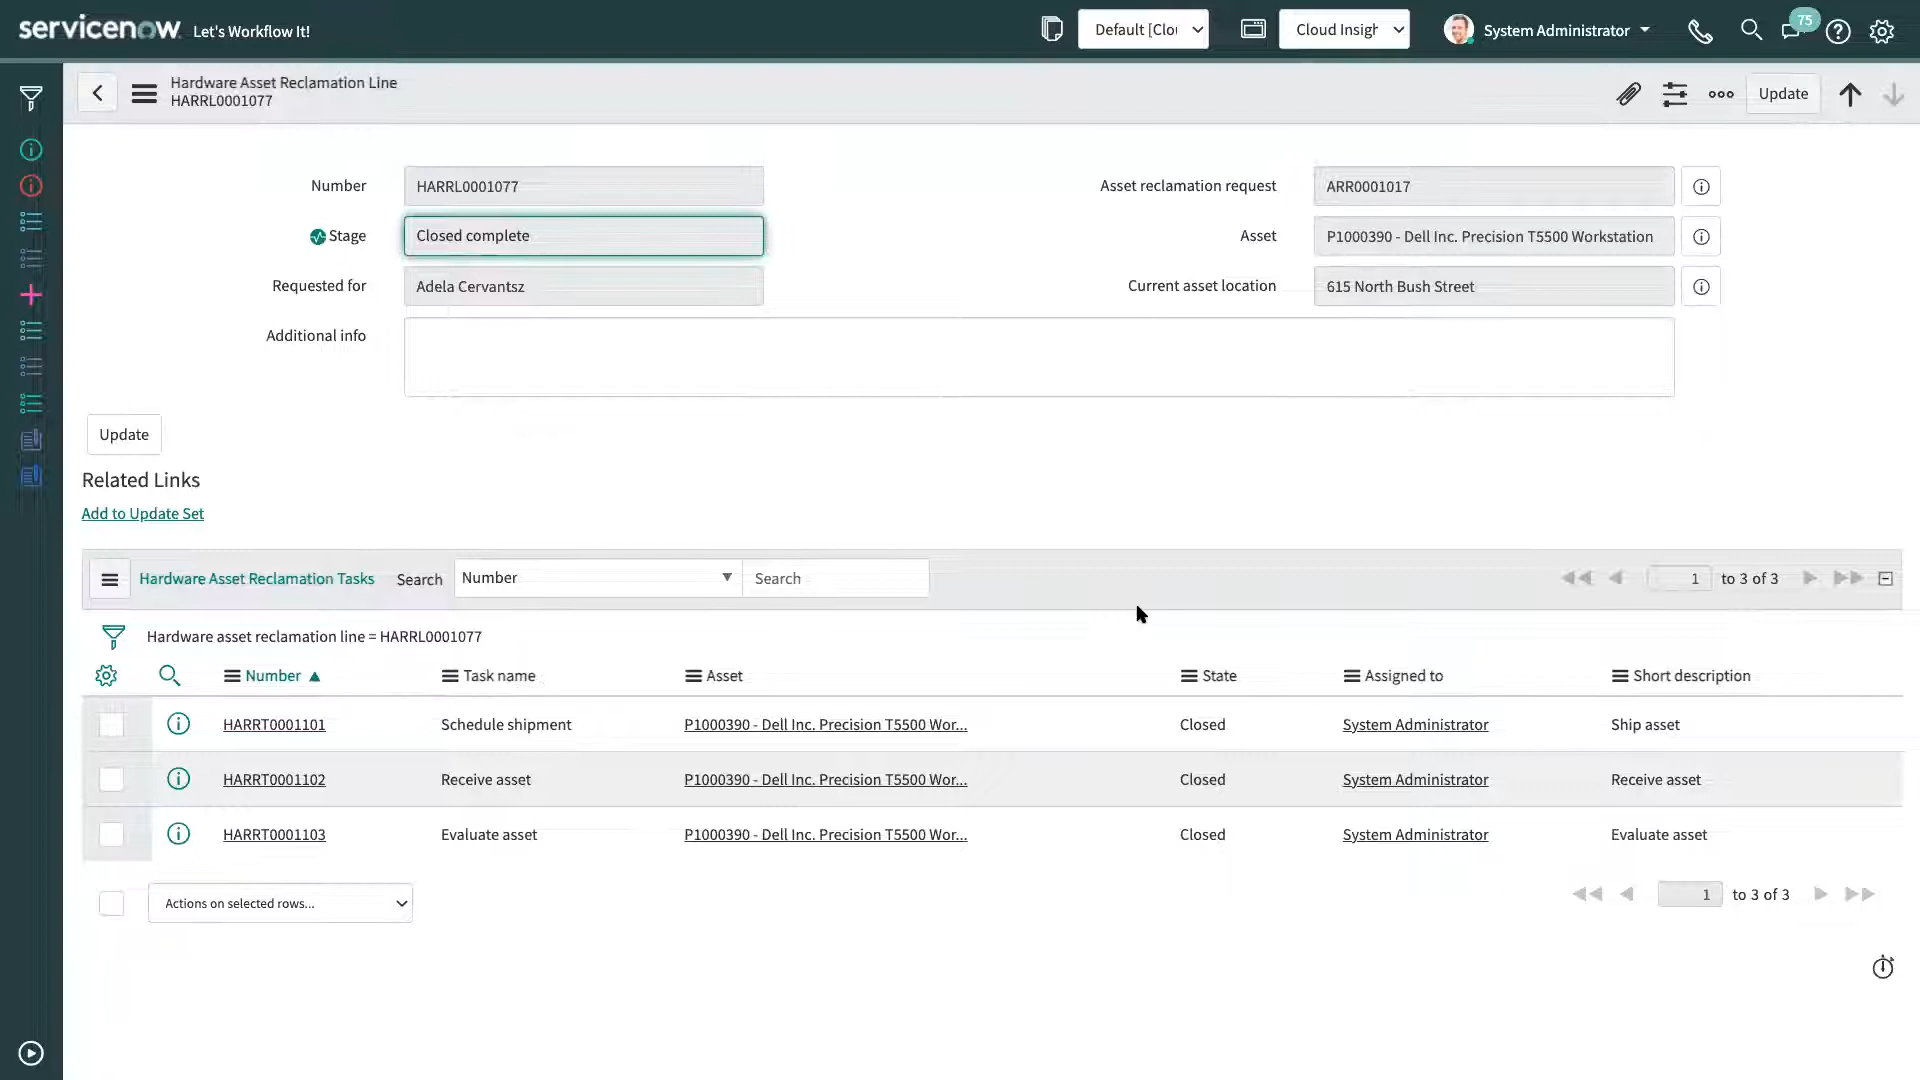 servicenow Let's Workflow It!
Default [Clo
Cloud Insigh
System Administrator
75
Hardware Asset Reclamation Line
HARRL0001077
Update
Number HARRL0001077
Asset reclamation request ARR0001017
Stage Closed complete
Asset P1000390 - Dell Inc. Precision T5500 Workstation
Requested for Adela Cervantsz
Current asset location 615 North Bush Street
Additional info
Update
Related Links
Add to Update Set
Hardware Asset Reclamation Tasks Search Number Search 1 to 3 of 3
Hardware asset reclamation line = HARRL0001077
Number Task name Asset State Assigned to Short description
HARRT0001101 Schedule shipment P1000390 - Dell Inc. Precision T5500 Wor... Closed System Administrator Ship asset
HARRT0001102 Receive asset P1000390 - Dell Inc. Precision T5500 Wor... Closed System Administrator Receive asset
HARRT0001103 Evaluate asset P1000390 - Dell Inc. Precision T5500 Wor... Closed System Administrator Evaluate asset
Actions on selected rows... 1 to 3 of 3